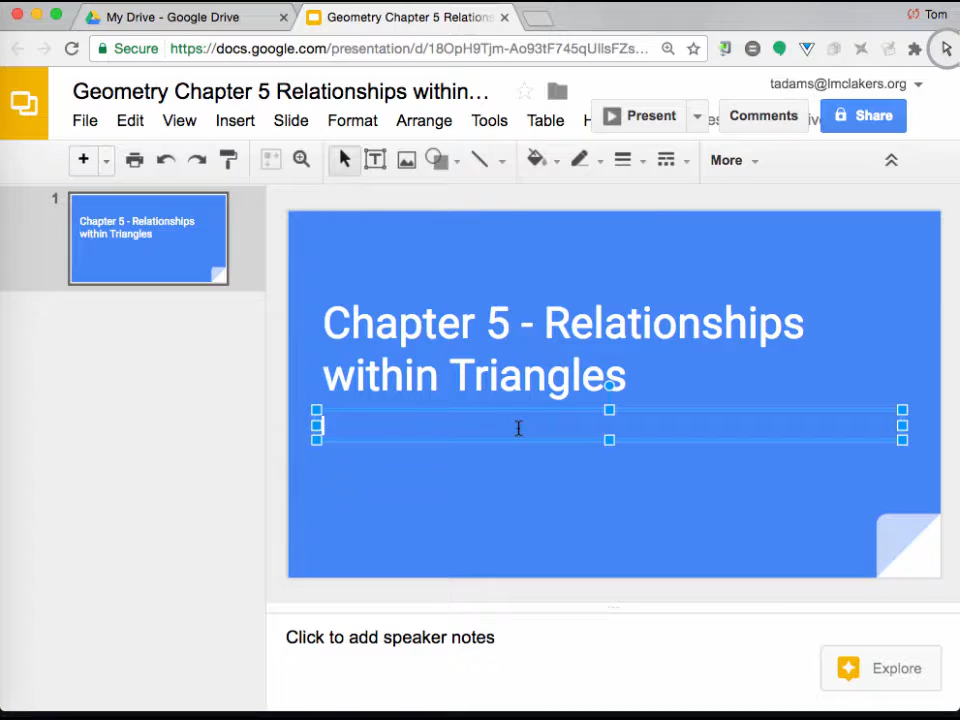 My Drive - Google Drive
Geometry Chapter 5 Relations
Tom
Secure
https://docs.google.com/presentation/d/18OpH9Tjm-Ao93tF745qUllsFZs...
Geometry Chapter 5 Relationships within...
tadams@lmclakers.org
File Edit View Insert Slide Format Arrange Tools Table H
Present
Comments
Share
More
1
Chapter 5 - Relationships
within Triangles
Chapter 5 - Relationships
within Triangles
Click to add speaker notes
Explore